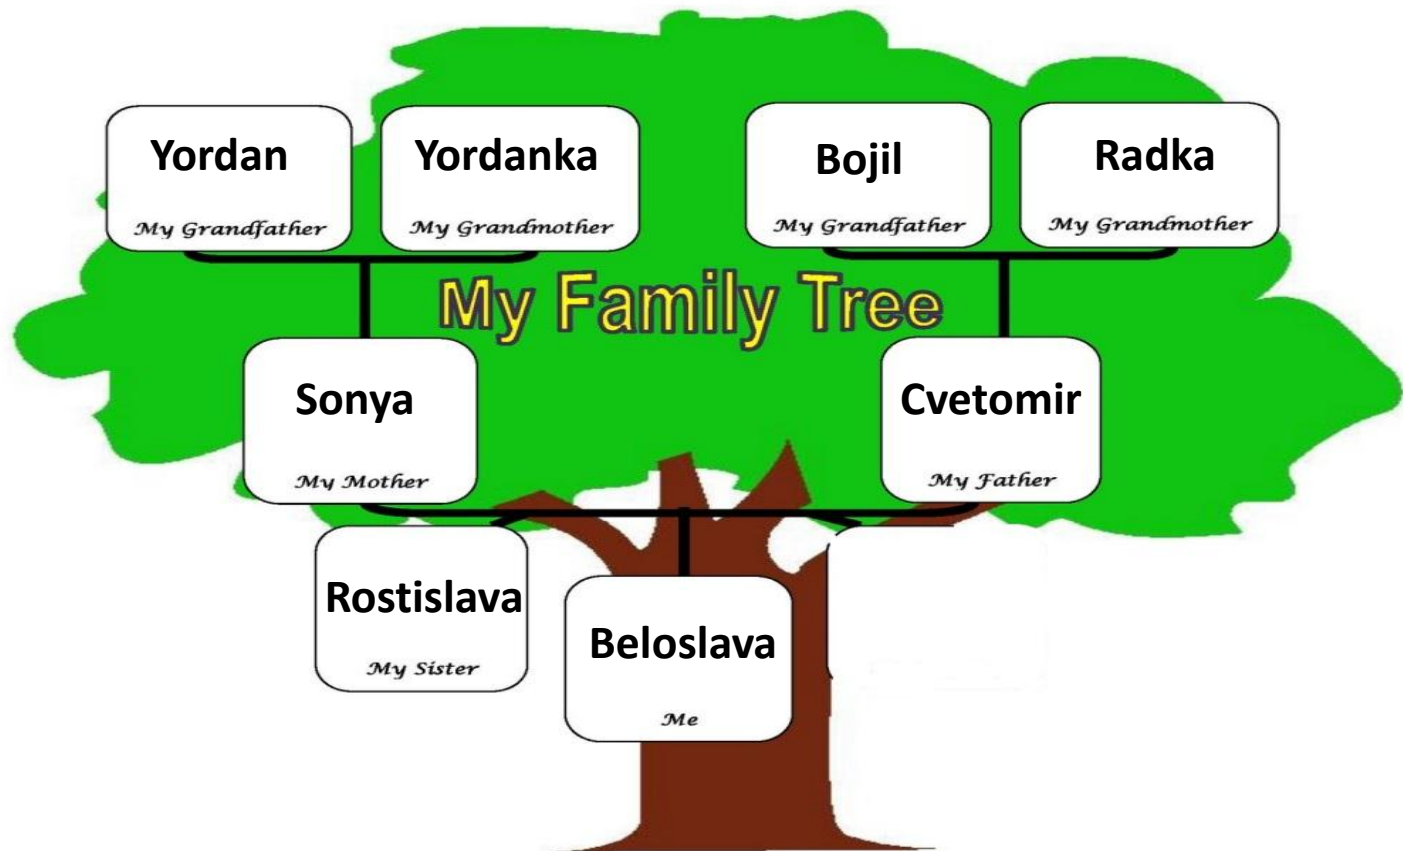 Yordan
My Grandfather
Yordanka
My Grandmother
Bojil
My Grandfather
Radka
My Grandmother
My Family Tree
Sonya
My Mother
Cvetomir
My Father
Rostislava
My Sister
Beloslava
Me